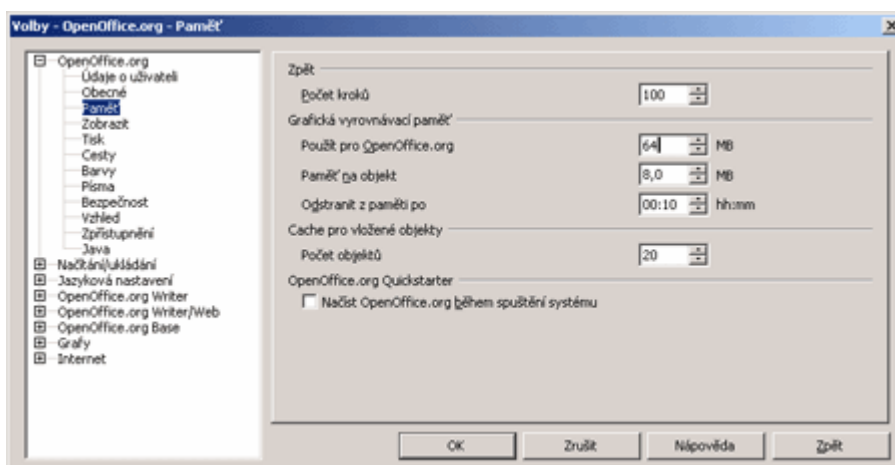 Volby - OpenOffice.org - Paměť
OpenOffice.org
Údaje o uživateli
Obecné
Paměť
Zobrazit
Tisk
Cesty
Barvy
Písma
Bezpečnost
Vzhled
Zpřístupnění
Java
Načítání/ukládání
Jazyková nastavení
OpenOffice.org Writer
OpenOffice.org Writer/Web
OpenOffice.org Base
Grafy
Internet
Zpět
Počet kroků 100
Grafická vyrovnávací paměť
Použít pro OpenOffice.org 64 MB
Paměť na objekt 8,0 MB
Odstranit z paměti po 00:10 hh:mm
Cache pro vložené objekty
Počet objektů 20
OpenOffice.org Quickstarter
Načíst OpenOffice.org během spuštění systému
OK Zrušit Nápověda Zpět